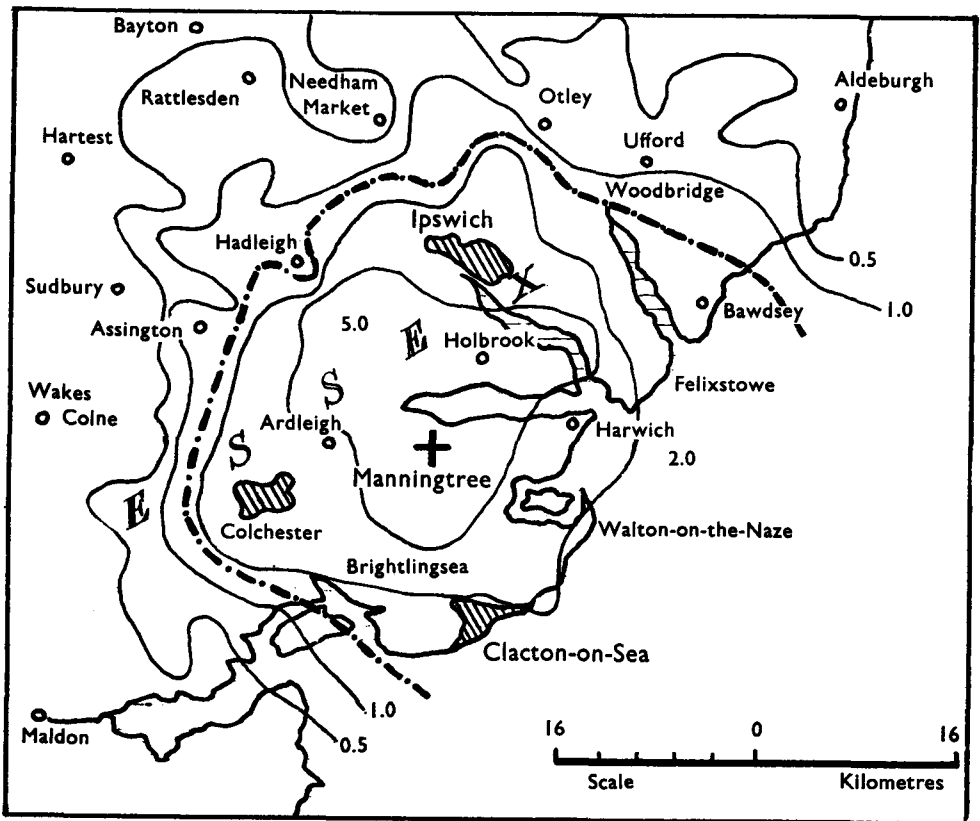 Bayton
Rattlesden
Needham
Market
Aldeburgh
Otley
Hartest
Ufford
Woodbridge
Ipswich
Hadleigh
0.5
Sudbury
Bawdsey
1.0
Assington
5.0
E
Holbrook
Felixstowe
S
Wakes
Colne
Ardleigh
Harwich
S
2.0
Manningtree
E
Colchester
Walton-on-the-Naze
Brightlingsea
Clacton-on-Sea
1.0
Maldon
0.5
16 0 16
Scale Kilometres